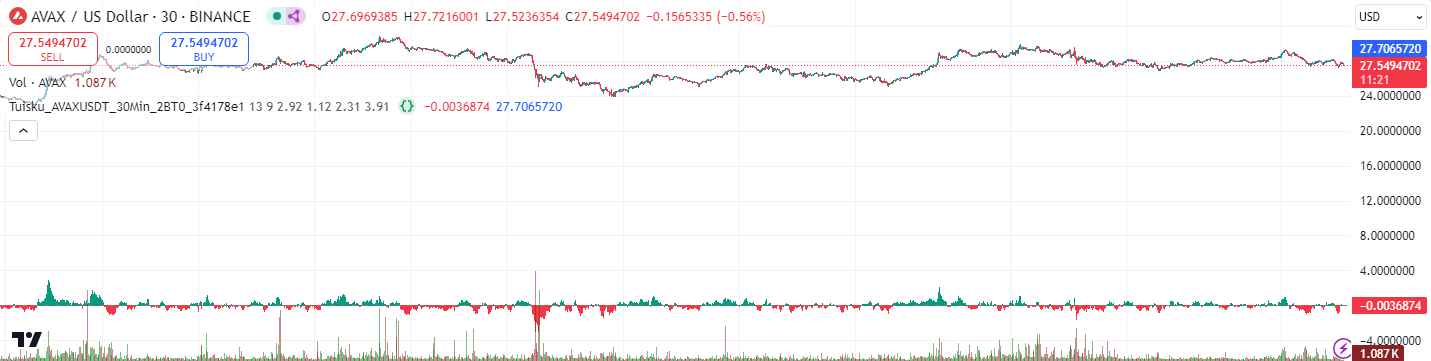 AVAX / US Dollar · 30 · BINANCE O27.6969385 H27.7216001 L27.5236354 C27.5494702 −0.1565335 (−0.56%)
USD
27.5494702 SELL
0.0000000
27.5494702 BUY
Vol · AVAX 1.087 K
Tuisku_AVAXUSDT_30Min_2BT0_3f4178e1 13 9 2.92 1.12 2.31 3.91 {} −0.0036874 27.7065720
27.7065720
27.5494702
11:21
24.0000000
20.0000000
16.0000000
12.0000000
8.0000000
4.0000000
−0.0036874
−4.0000000
1.087 K